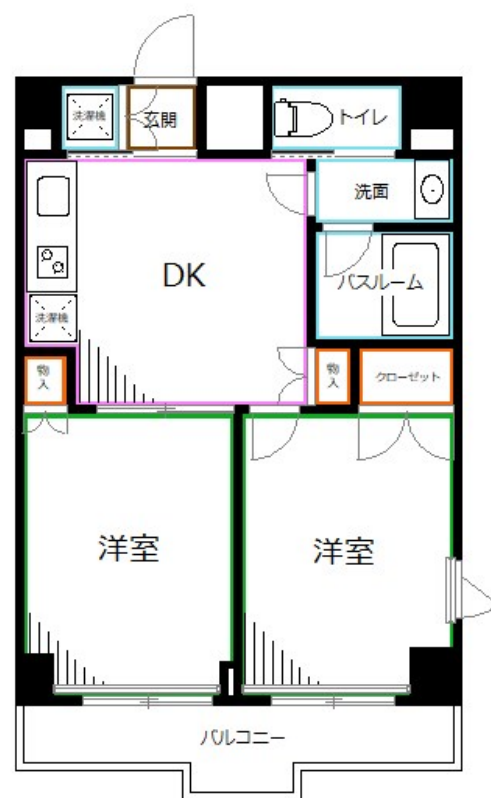 洗濯機
玄関
トイレ
洗面
DK
バスルーム
洗濯機
物入
物入
クローゼット
洋室
洋室
バルコニー